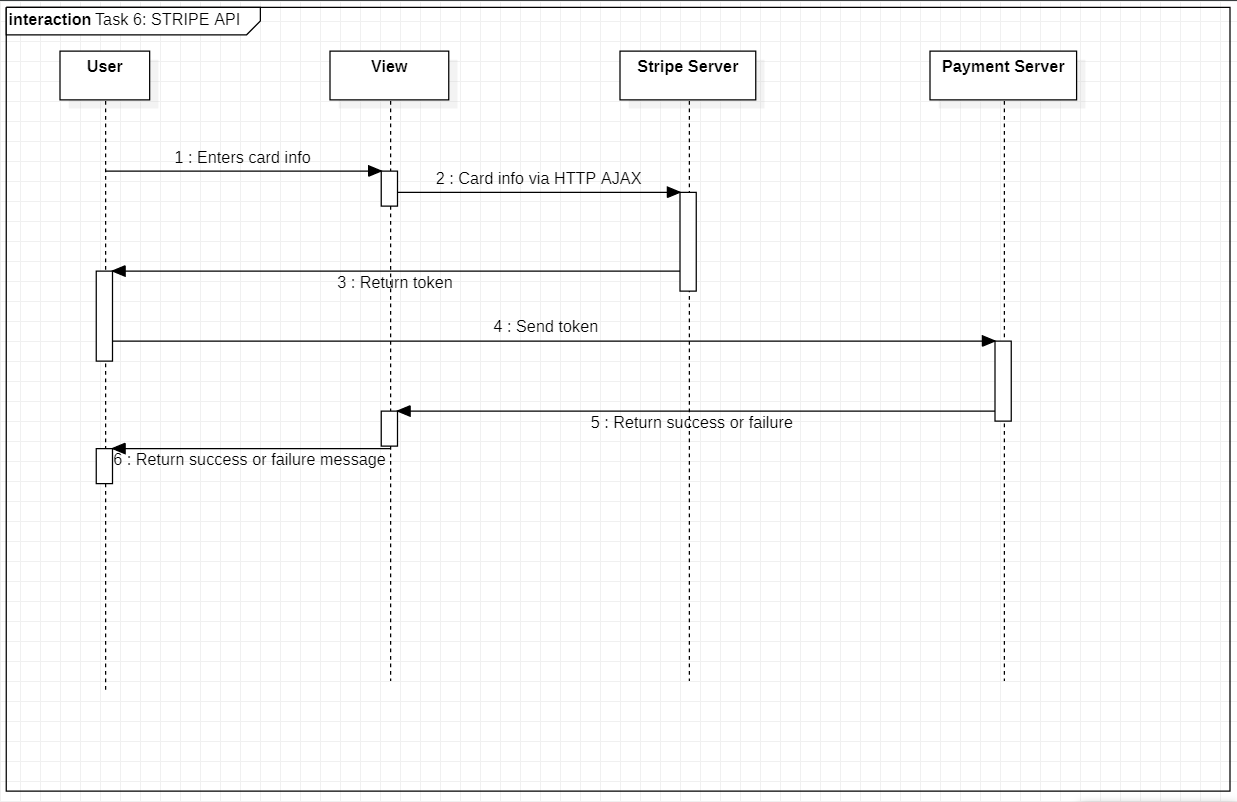 interaction Task 6: STRIPE API
User
View
Stripe Server
Payment Server
1 : Enters card info
2 : Card info via HTTP AJAX
3 : Return token
4 : Send token
5 : Return success or failure
6 : Return success or failure message